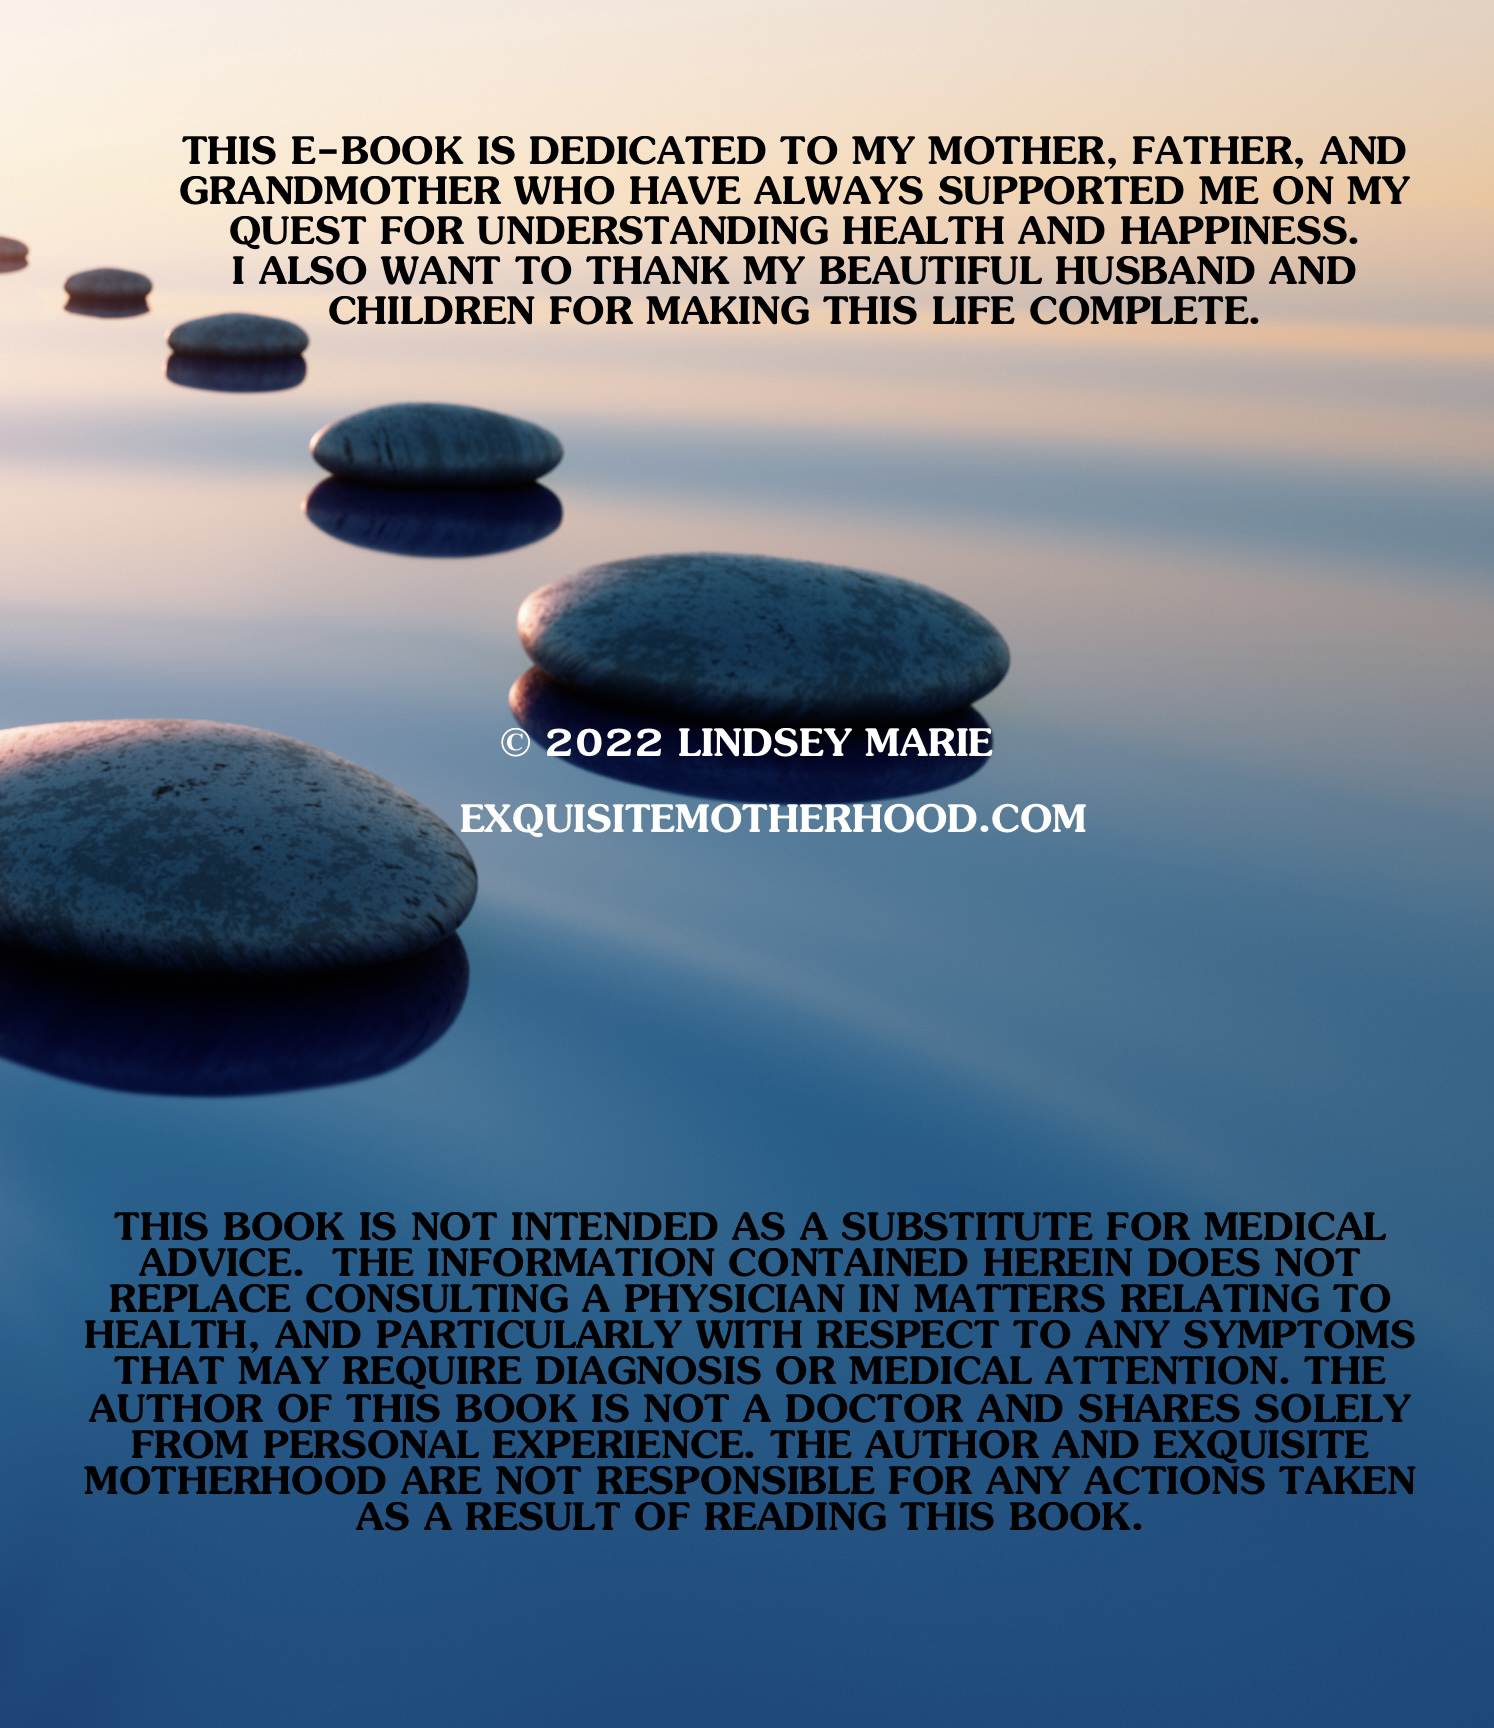 THIS E-BOOK IS DEDICATED TO MY MOTHER, FATHER, AND
GRANDMOTHER WHO HAVE ALWAYS SUPPORTED ME ON MY
QUEST FOR UNDERSTANDING HEALTH AND HAPPINESS.
I ALSO WANT TO THANK MY BEAUTIFUL HUSBAND AND
CHILDREN FOR MAKING THIS LIFE COMPLETE.
© 2022 LINDSEY MARIE
EXQUISITEMOTHERHOOD.COM
THIS BOOK IS NOT INTENDED AS A SUBSTITUTE FOR MEDICAL
ADVICE.  THE INFORMATION CONTAINED HEREIN DOES NOT
REPLACE CONSULTING A PHYSICIAN IN MATTERS RELATING TO
HEALTH, AND PARTICULARLY WITH RESPECT TO ANY SYMPTOMS
THAT MAY REQUIRE DIAGNOSIS OR MEDICAL ATTENTION. THE
AUTHOR OF THIS BOOK IS NOT A DOCTOR AND SHARES SOLELY
FROM PERSONAL EXPERIENCE. THE AUTHOR AND EXQUISITE
MOTHERHOOD ARE NOT RESPONSIBLE FOR ANY ACTIONS TAKEN
AS A RESULT OF READING THIS BOOK.